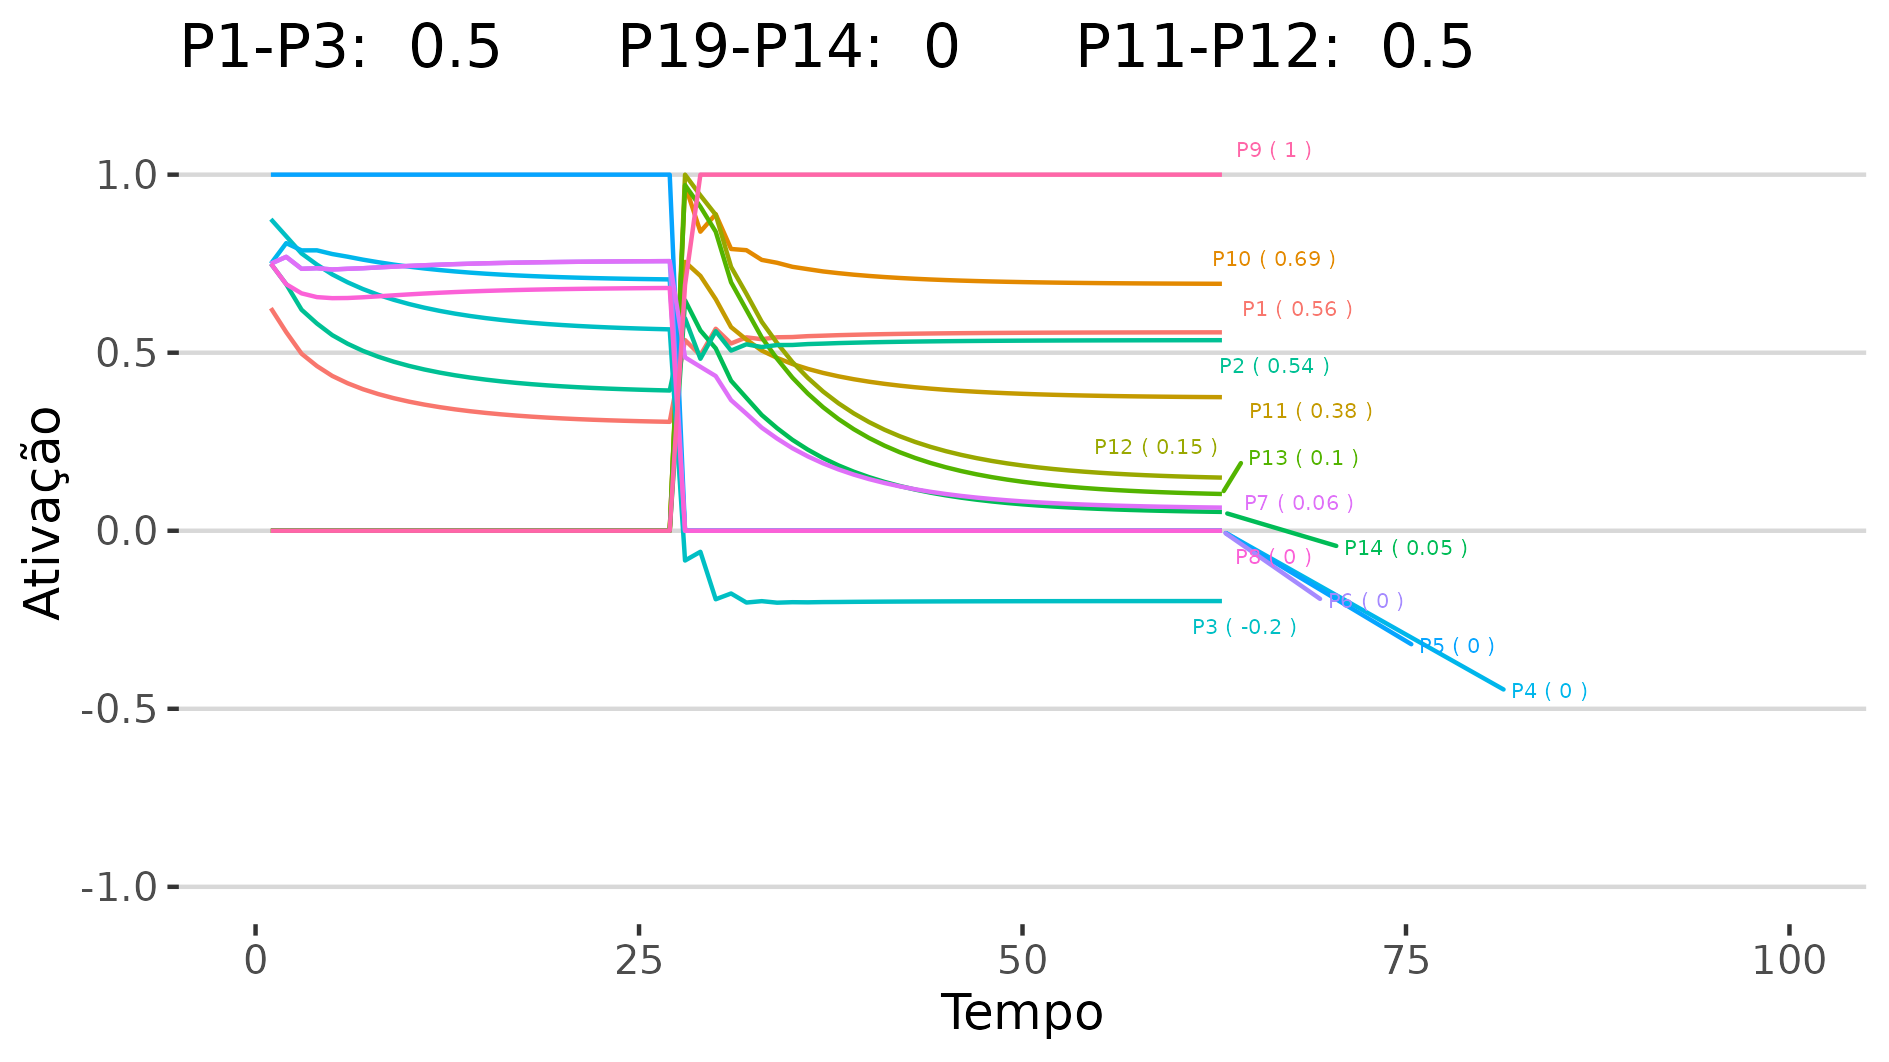 P1-P3: 0.5 P19-P14: 0 P11-P12: 0.5
P9 ( 1 )
1.0
P10 ( 0.69 )
P1 ( 0.56 )
0.5
P2 ( 0.54 )
P11 ( 0.38 )
P12 ( 0.15 )
P13 ( 0.1 )
P7 ( 0.06 )
0.0
P14 ( 0.05 )
P8 ( 0 )
P6 ( 0 )
P3 ( -0.2 )
P5 ( 0 )
P4 ( 0 )
-0.5
-1.0
Ativação
0 25 50 75 100
Tempo